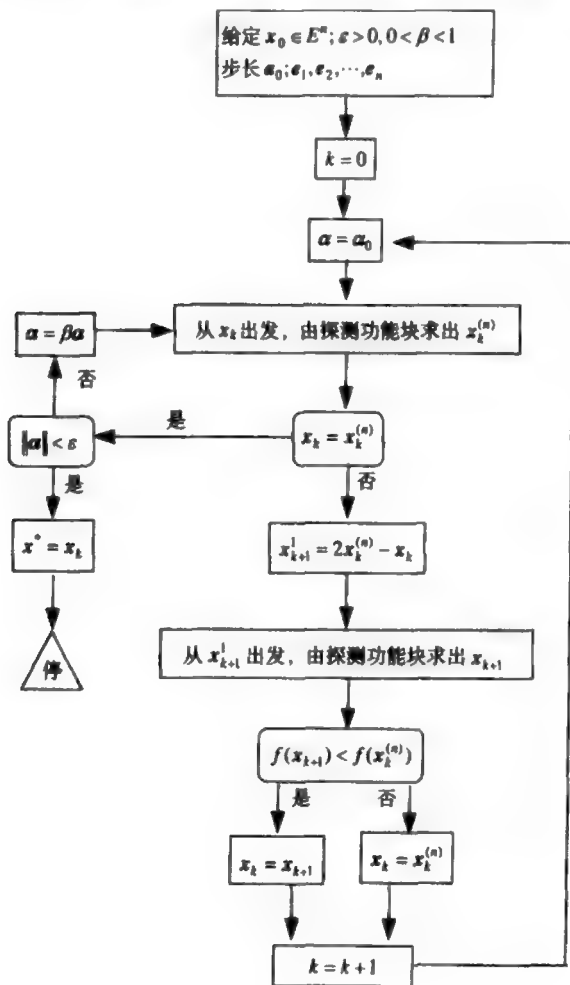 给定 x₀ ∈ Eⁿ; ε > 0, 0 < β < 1
步长 α₀; e₁, e₂, ⋯, eₙ
k = 0
α = α₀
α = βα
从 xₖ 出发，由探测功能块求出 xₖ⁽ⁿ⁾
否
是
|α| < ε
xₖ = xₖ⁽ⁿ⁾
是
否
x* = xₖ
x¹ₖ₊₁ = 2xₖ⁽ⁿ⁾ − xₖ
停
从 x¹ₖ₊₁ 出发，由探测功能块求出 xₖ₊₁
f(xₖ₊₁) < f(xₖ⁽ⁿ⁾)
是
否
xₖ = xₖ₊₁
xₖ = xₖ⁽ⁿ⁾
k = k + 1